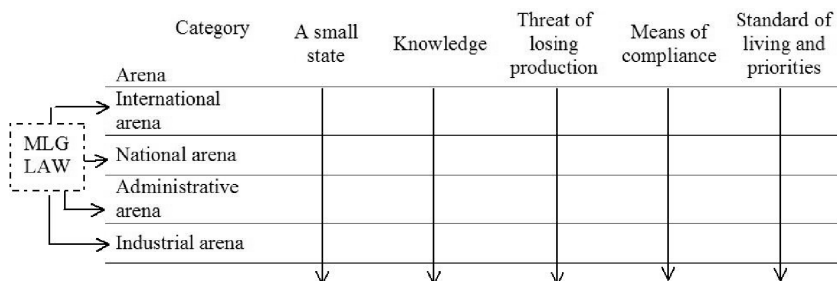 Category
A small
state
Knowledge
Threat of
losing
production
Means of
compliance
Standard of
living and
priorities
Arena
International
arena
MLG
LAW
National arena
Administrative
arena
Industrial arena